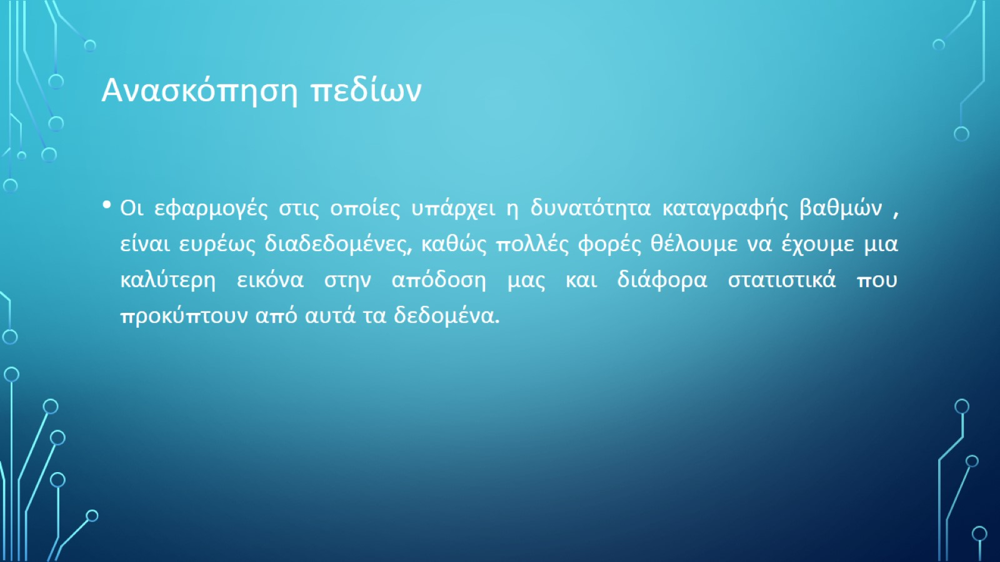 Ανασκόπηση πεδίων
• Οι εφαρμογές στις οποίες υπάρχει η δυνατότητα καταγραφής βαθμών ,
είναι ευρέως διαδεδομένες, καθώς πολλές φορές θέλουμε να έχουμε μια
καλύτερη εικόνα στην απόδοση μας και διάφορα στατιστικά που
προκύπτουν από αυτά τα δεδομένα.